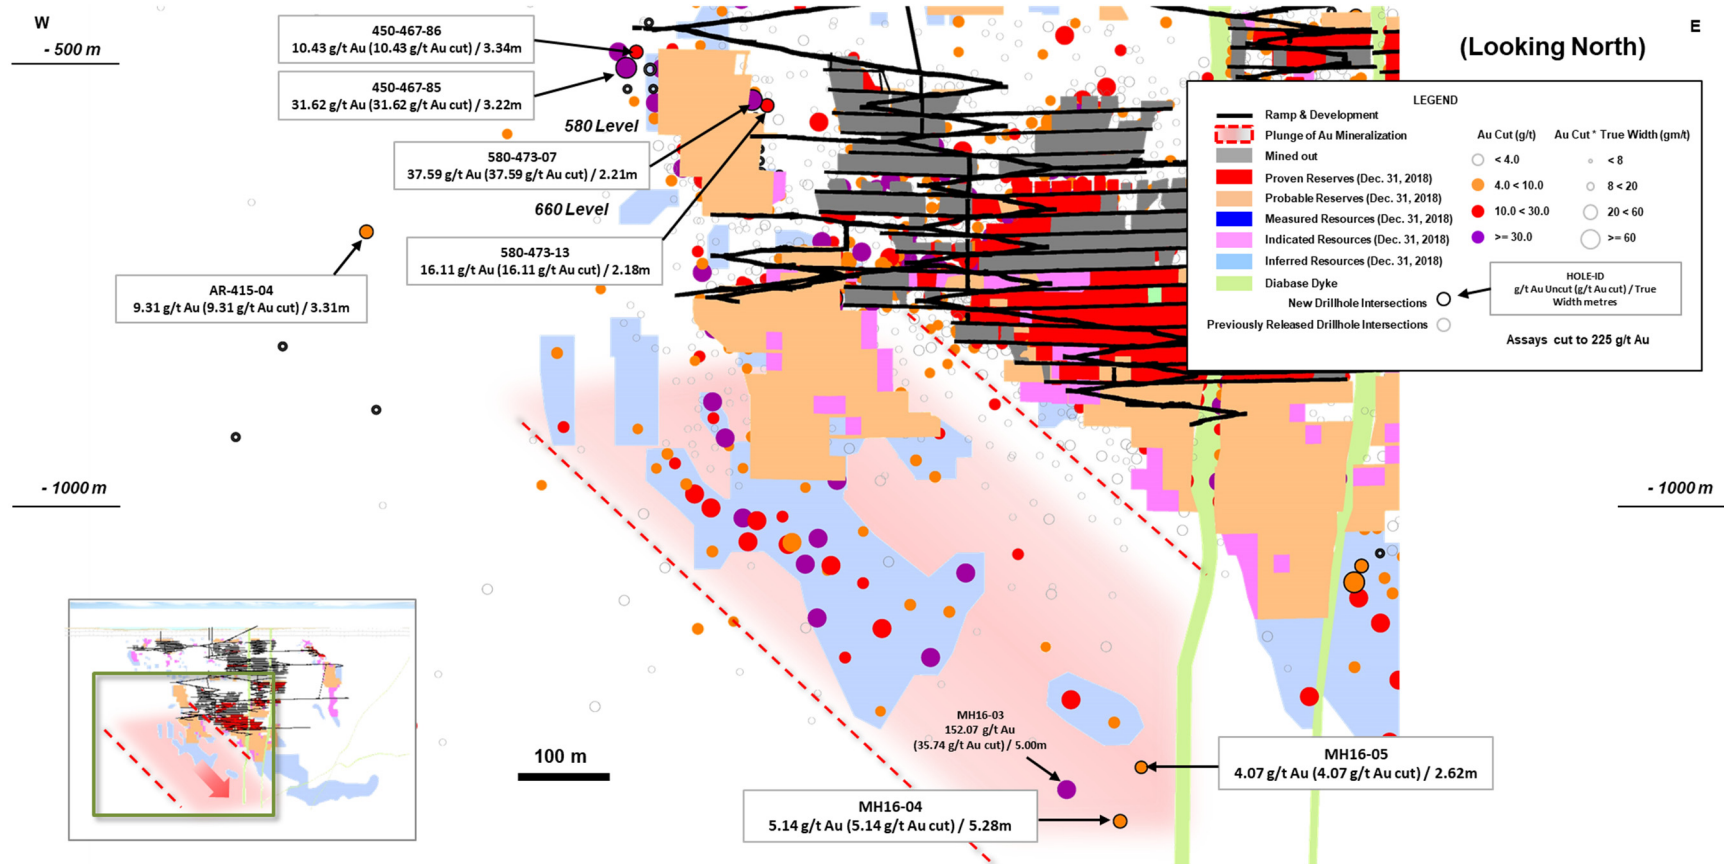 W
E
- 500 m
(Looking North)
450-467-86
10.43 g/t Au (10.43 g/t Au cut) / 3.34m
450-467-85
31.62 g/t Au (31.62 g/t Au cut) / 3.22m
580 Level
580-473-07
37.59 g/t Au (37.59 g/t Au cut) / 2.21m
660 Level
580-473-13
16.11 g/t Au (16.11 g/t Au cut) / 2.18m
AR-415-04
9.31 g/t Au (9.31 g/t Au cut) / 3.31m
LEGEND
Ramp & Development
Plunge of Au Mineralization
Mined out
Proven Reserves (Dec. 31, 2018)
Probable Reserves (Dec. 31, 2018)
Measured Resources (Dec. 31, 2018)
Indicated Resources (Dec. 31, 2018)
Inferred Resources (Dec. 31, 2018)
Diabase Dyke
New Drillhole Intersections
Previously Released Drillhole Intersections
Au Cut (g/t)
< 4.0
4.0 < 10.0
10.0 < 30.0
>= 30.0
Au Cut * True Width (gm/t)
< 8
8 < 20
20 < 60
>= 60
HOLE-ID
g/t Au Uncut (g/t Au cut) / True
Width metres
Assays cut to 225 g/t Au
- 1000 m
- 1000 m
100 m
MH16-03
152.07 g/t Au
(35.74 g/t Au cut) / 5.00m
MH16-05
4.07 g/t Au (4.07 g/t Au cut) / 2.62m
MH16-04
5.14 g/t Au (5.14 g/t Au cut) / 5.28m